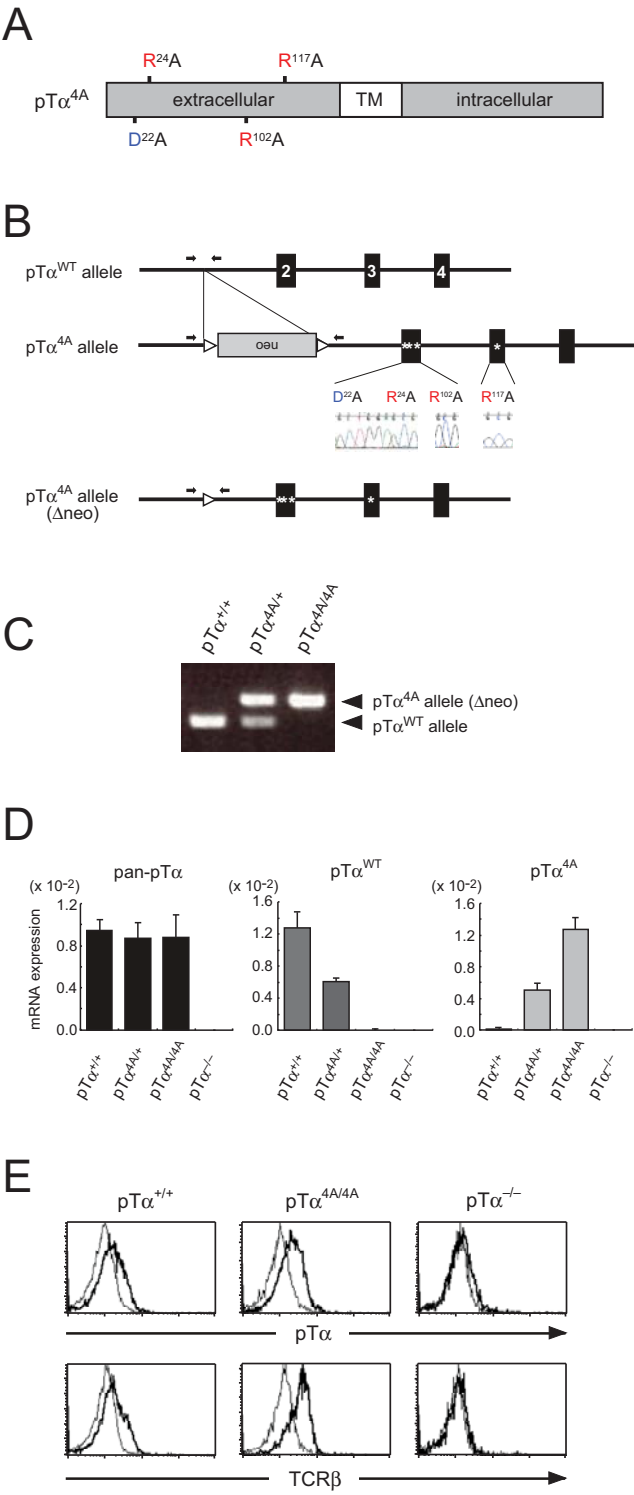 A
R²⁴A R¹¹⁷A
pTα⁴ᴬ extracellular TM intracellular
D²²A R¹⁰²A
B
pTαᵂᵀ allele 2 3 4
pTα⁴ᴬ allele neo *** *
D²²A R²⁴A R¹⁰²A R¹¹⁷A
pTα⁴ᴬ allele
(Δneo) *** *
C
pTα⁺/⁺ pTα⁴ᴬ/⁺ pTα⁴ᴬ/⁴ᴬ
pTα⁴ᴬ allele (Δneo)
pTαᵂᵀ allele
D
pan-pTα pTαᵂᵀ pTα⁴ᴬ
(x 10⁻²) (x 10⁻²) (x 10⁻²)
mRNA expression
1.2
0.8
0.4
0.0
1.6
1.2
0.8
0.4
0.0
1.6
1.2
0.8
0.4
0.0
pTα⁺/⁺ pTα⁴ᴬ/⁺ pTα⁴ᴬ/⁴ᴬ pTα⁻/⁻
pTα⁺/⁺ pTα⁴ᴬ/⁺ pTα⁴ᴬ/⁴ᴬ pTα⁻/⁻
pTα⁺/⁺ pTα⁴ᴬ/⁺ pTα⁴ᴬ/⁴ᴬ pTα⁻/⁻
E
pTα⁺/⁺ pTα⁴ᴬ/⁴ᴬ pTα⁻/⁻
pTα
TCRβ